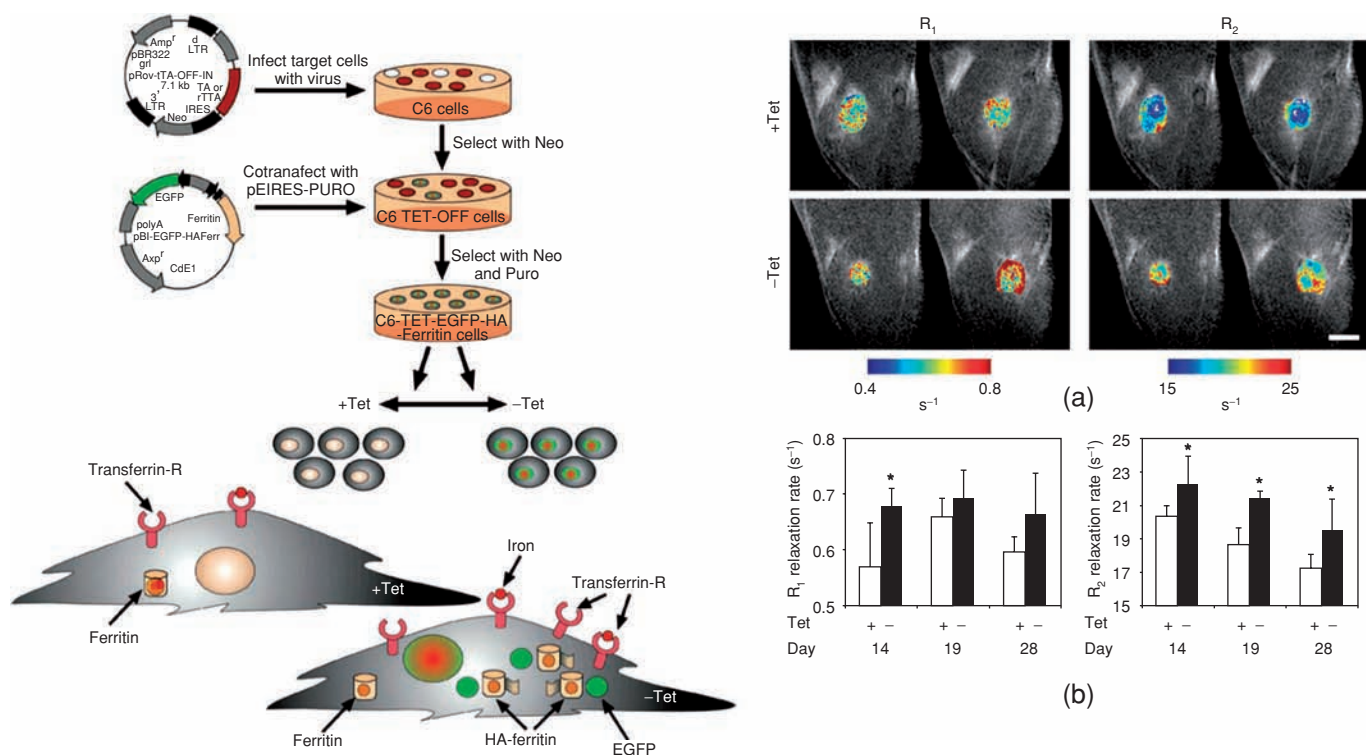 Amp r
d
LTR
pBR322
grl
pRov-tTA-OFF-IN
7.1 kb
TA or
rTTA
3'
LTR
IRES
Neo
Infect target cells
with virus
C6 cells
Select with Neo
EGFP
Ferritin
polyA
pBI-EGFP-HAFerr
Axp r
CdE1
Cotranafect with
pEIRES-PURO
C6 TET-OFF cells
Select with Neo
and Puro
C6-TET-EGFP-HA
-Ferritin cells
+Tet
−Tet
Transferrin-R
Ferritin
+Tet
Iron
Transferrin-R
−Tet
Ferritin
HA-ferritin
EGFP
R1
R2
+Tet
−Tet
0.4
0.8
s−1
15
25
s−1
(a)
R1 relaxation rate (s−1)
0.8
0.7
0.6
0.5
*
Tet + − + − + −
Day 14 19 28
R2 relaxation rate (s−1)
25
23
21
19
17
15
* * *
+ − + − + −
14 19 28
(b)